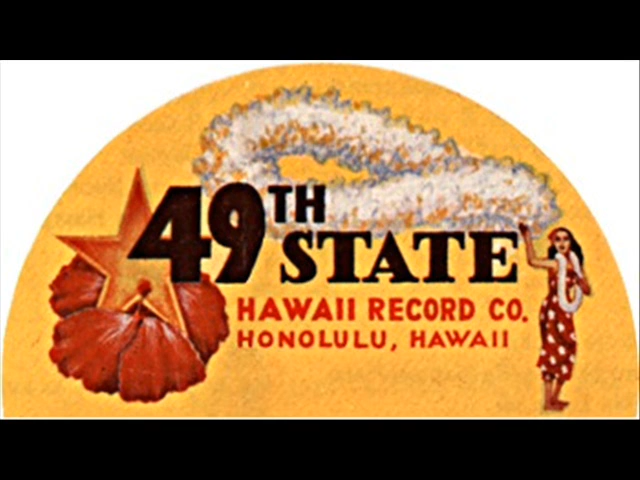 49TH
STATE
HAWAII RECORD CO.
HONOLULU, HAWAII